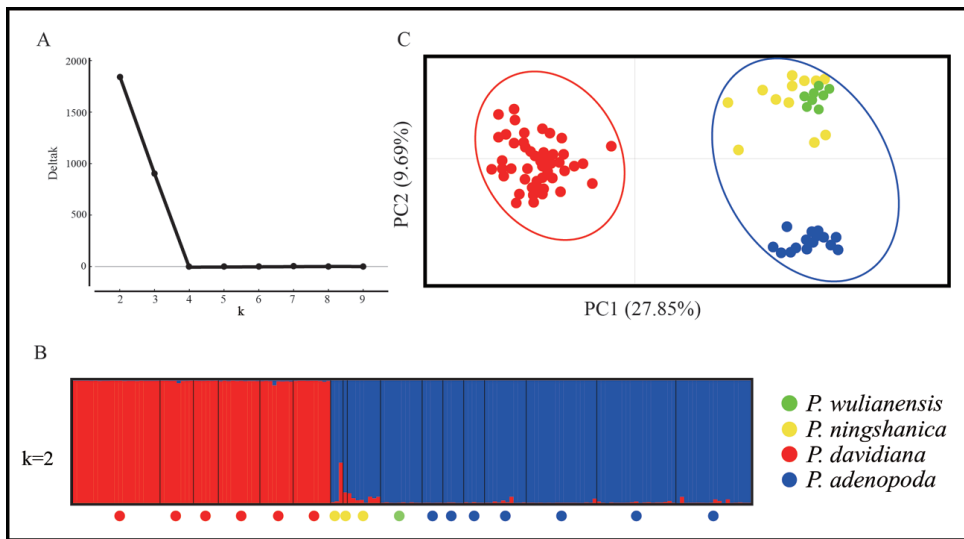 A
Deltak
2000
1500
1000
500
0
2 3 4 5 6 7 8 9
k
C
PC2 (9.69%)
PC1 (27.85%)
B
k=2
P. wulianensis
P. ningshanica
P. davidiana
P. adenopoda